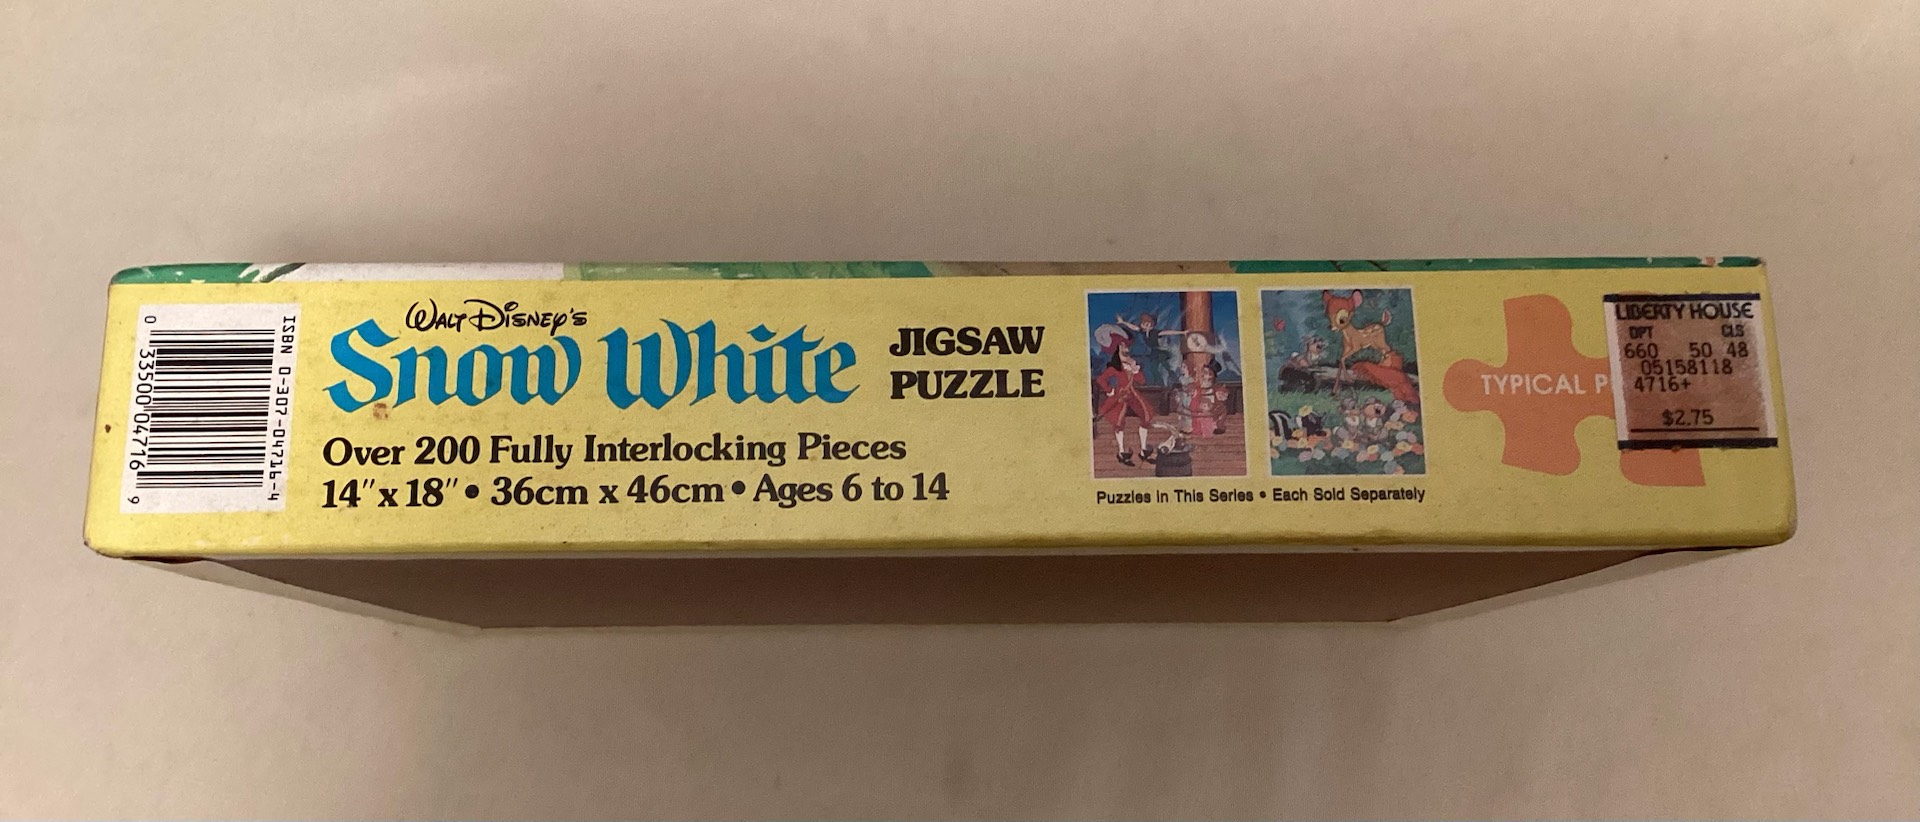 ISBN 0-307-04716-4
0 33500 04716 9
WALT DISNEY'S
Snow White
JIGSAW
PUZZLE
Over 200 Fully Interlocking Pieces
14"x18" • 36cm x 46cm • Ages 6 to 14
Puzzles in This Series • Each Sold Separately
TYPICAL P
LIBERTY HOUSE
DPT CLS
660 50 48
05158118
4716+
$2.75